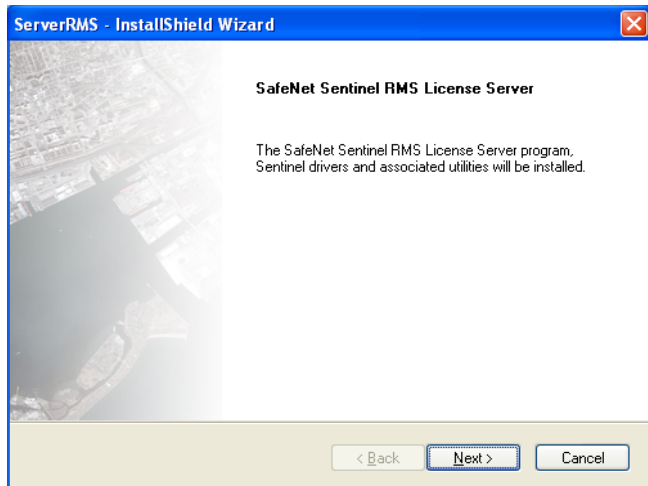 ServerRMS - InstallShield Wizard
SafeNet Sentinel RMS License Server
The SafeNet Sentinel RMS License Server program,
Sentinel drivers and associated utilities will be installed.
< Back
Next >
Cancel